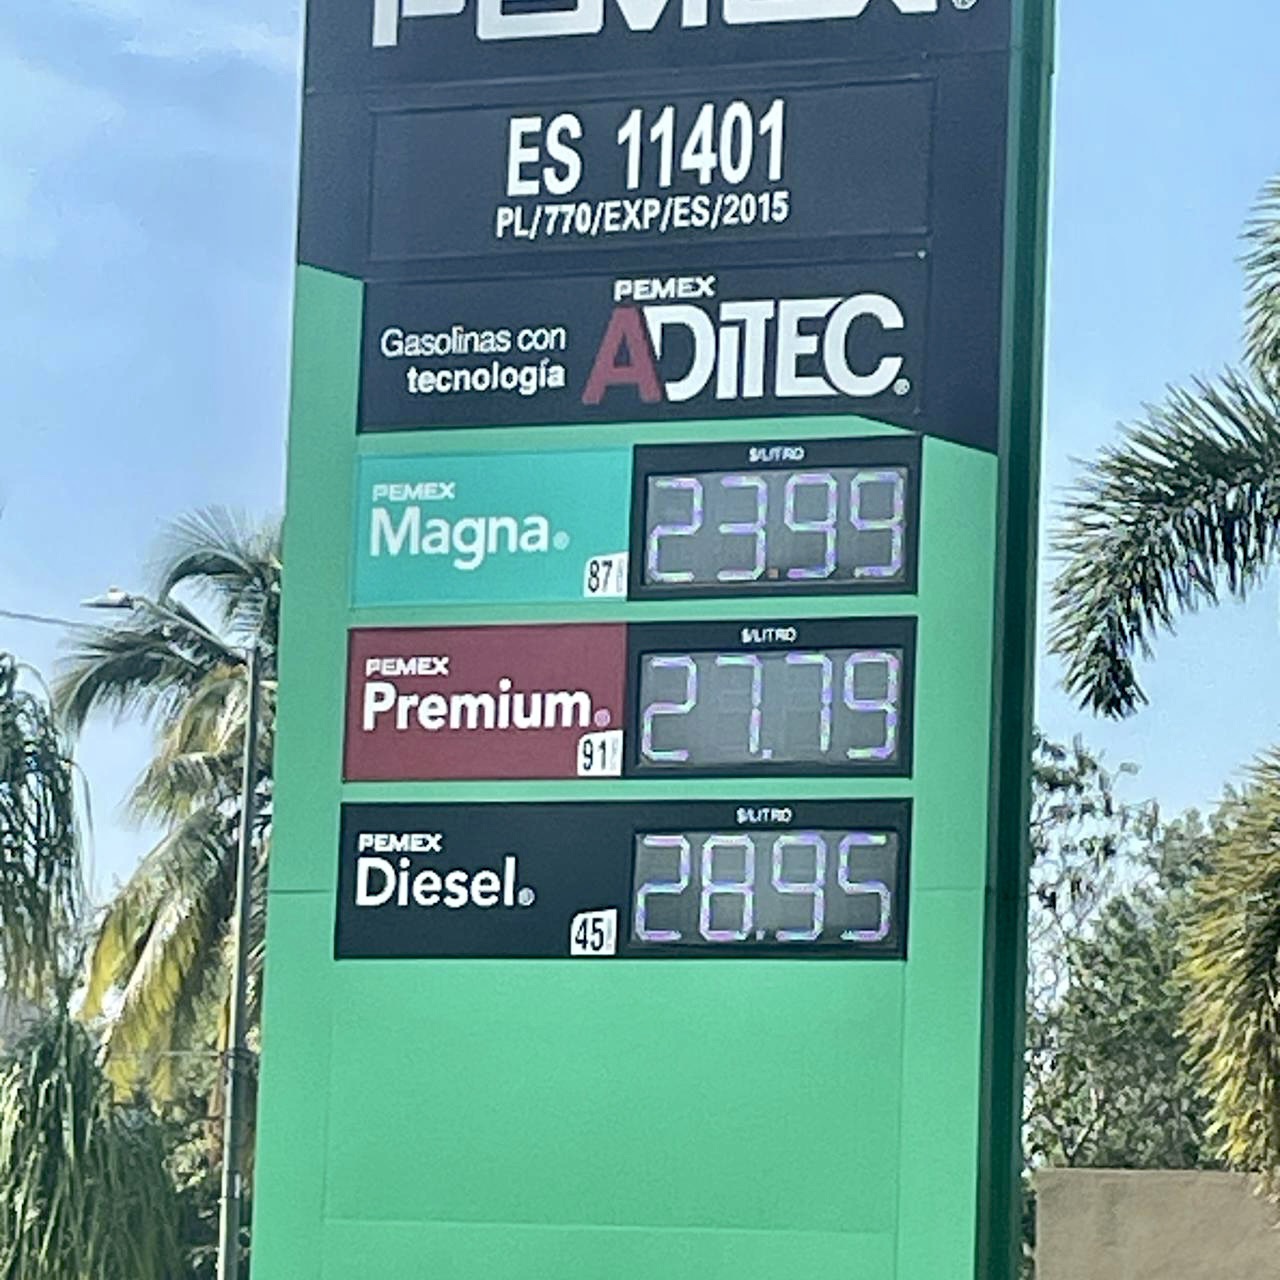 PEMEX®
ES 11401
PL/770/EXP/ES/2015
PEMEX
Gasolinas con
tecnología
ADiTEC®
$/LITRO
PEMEX
Magna®
87
23.99
$/LITRO
PEMEX
Premium®
91
27.79
$/LITRO
PEMEX
Diesel®
45
28.95